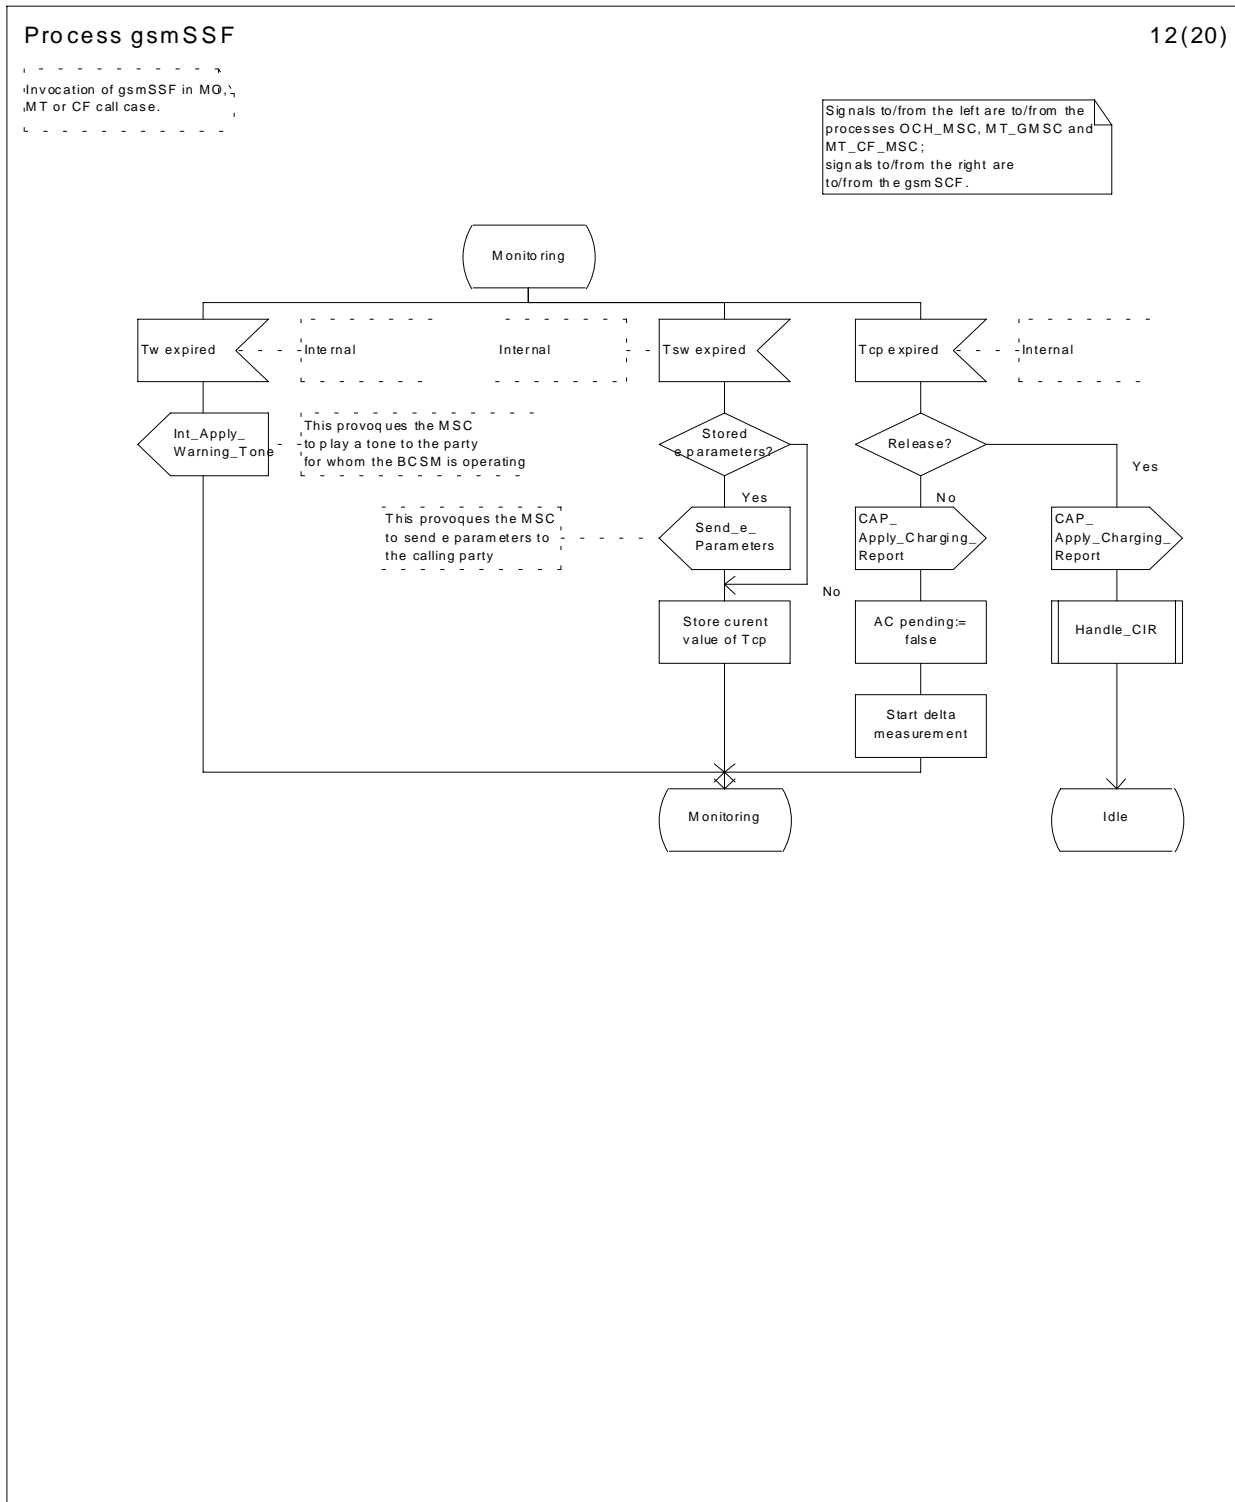 Process gsmSSF
12(20)
Invocation of gsmSSF in MO,
MT or CF call case.
Signals to/from the left are to/from the
processes OCH_MSC, MT_GMSC and
MT_CF_MSC;
signals to/from the right are
to/from the gsmSCF.
Monitoring
Tw expired
Internal
Internal
Tsw expired
Tcp expired
Internal
Int_Apply_
Warning_Tone
This provoques the MSC
to play a tone to the party
for whom the BCSM is operating
Stored
e parameters?
Release?
Yes
Yes
No
This provoques the MSC
to send e parameters to
the calling party
Send_e_
Parameters
CAP_
Apply_Charging_
Report
CAP_
Apply_Charging_
Report
No
Store curent
value of Tcp
AC pending:=
false
Handle_CIR
Start delta
measurement
Monitoring
Idle